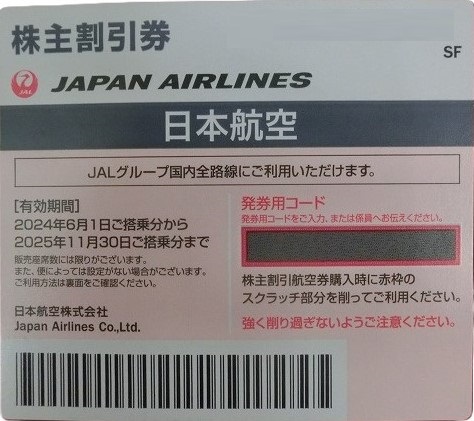 株主割引券
SF
JAL
JAPAN AIRLINES
日本航空
JALグループ国内全路線にご利用いただけます。
[有効期間]
2024年6月1日ご搭乗分から
2025年11月30日ご搭乗分まで
販売座席数には限りがございます。
また、便によっては設定がない場合がございます。
ご利用方法は裏面をご確認ください。
日本航空株式会社
Japan Airlines Co.,Ltd.
発券用コード
発券用コードをご入力、または係員へお伝えください。
株主割引航空券購入時に赤枠の
スクラッチ部分を削ってご利用ください。
強く削り過ぎないようご注意ください。